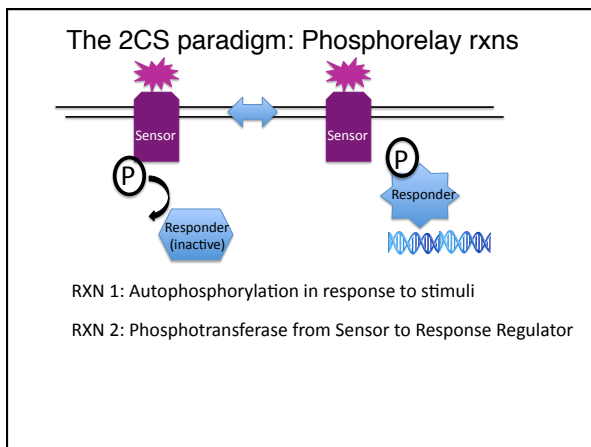 The 2CS paradigm: Phosphorelay rxns
Sensor
Sensor
P
P
Responder
Responder
(inactive)
RXN 1: Autophosphorylation in response to stimuli
RXN 2: Phosphotransferase from Sensor to Response Regulator